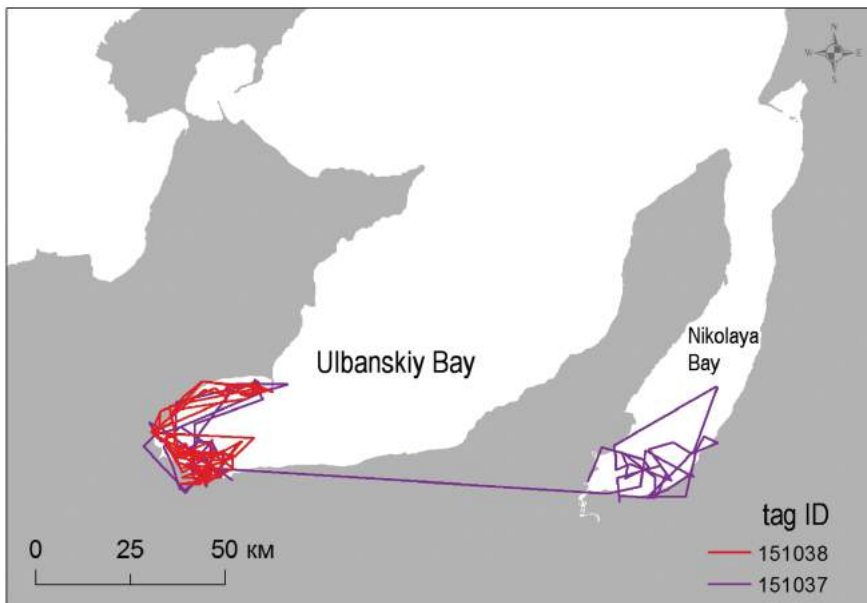 N
W E
S
Ulbanskiy Bay
Nikolaya
Bay
tag ID
151038
151037
0 25 50 км